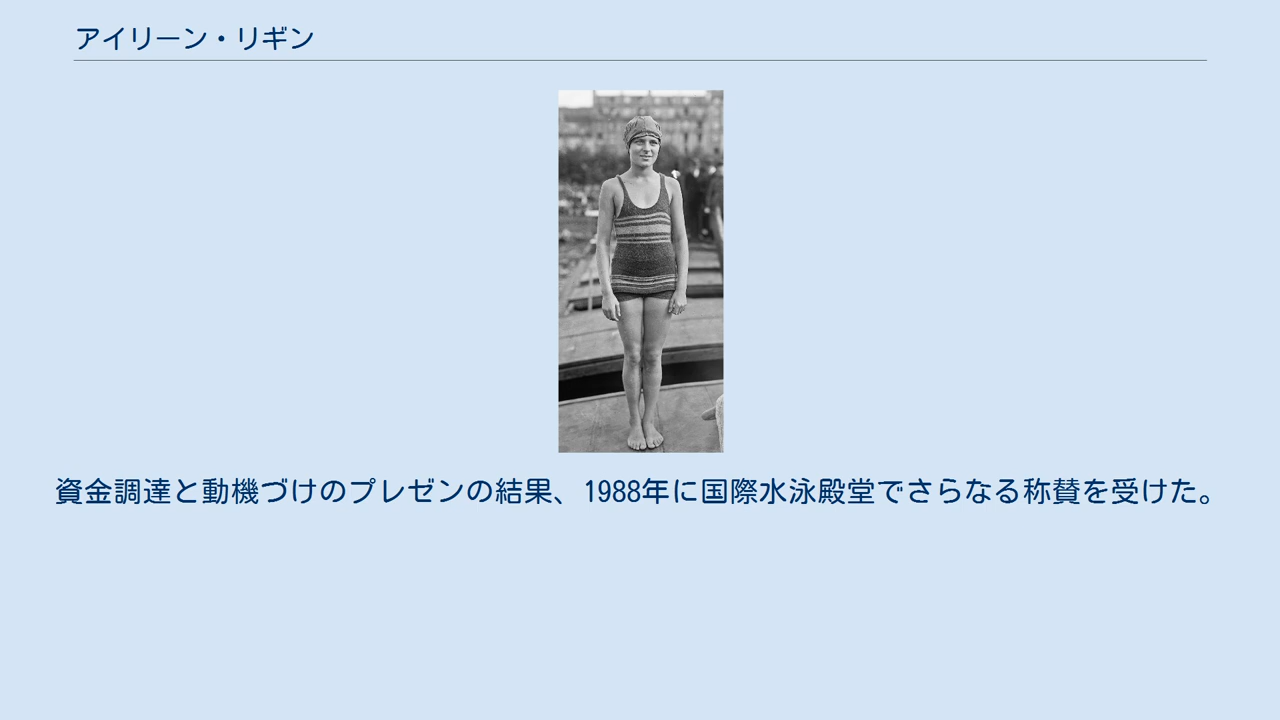 アイリーン・リギン
資金調達と動機づけのプレゼンの結果、1988年に国際水泳殿堂でさらなる称賛を受けた。